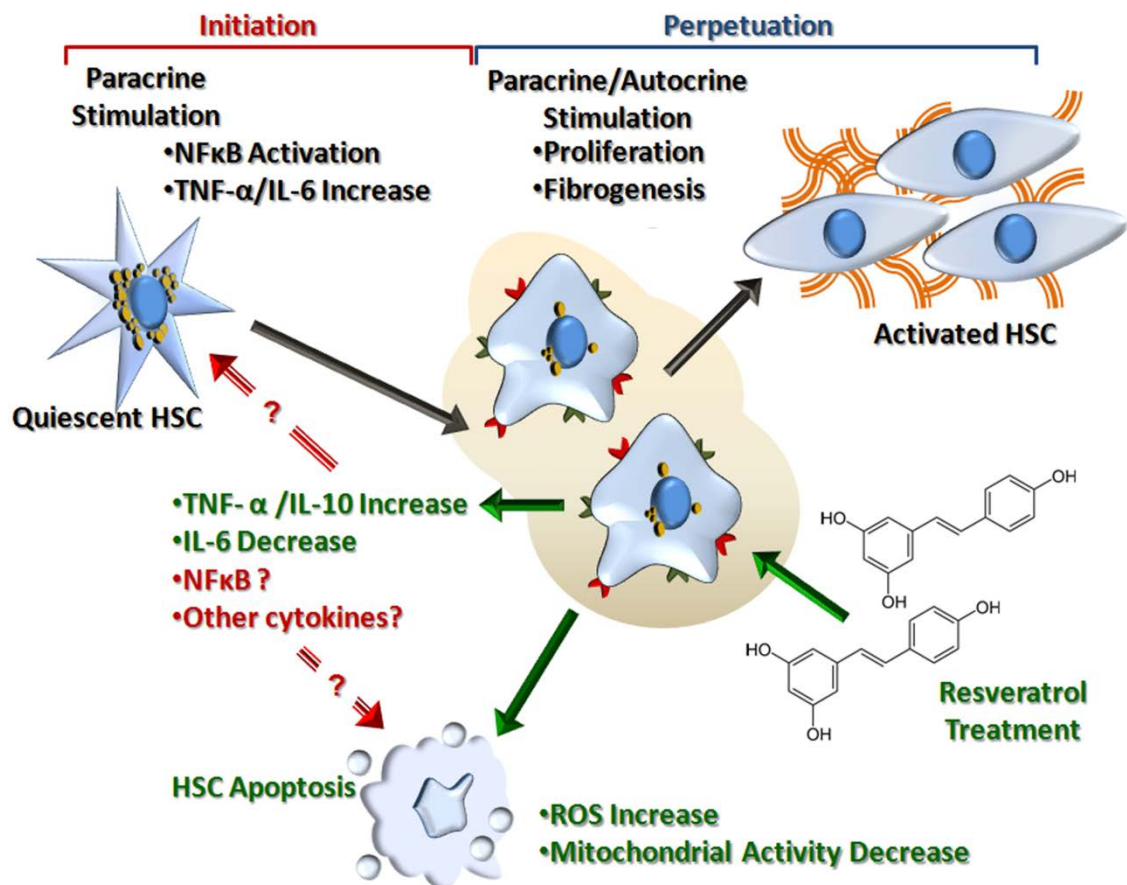 Initiation
Perpetuation
Paracrine
Stimulation
•NFκB Activation
•TNF-α/IL-6 Increase
Paracrine/Autocrine
Stimulation
•Proliferation
•Fibrogenesis
Activated HSC
Quiescent HSC
?
•TNF- α /IL-10 Increase
•IL-6 Decrease
•NFκB ?
•Other cytokines?
?
OH
HO
OH
OH
HO
OH
Resveratrol
Treatment
HSC Apoptosis
•ROS Increase
•Mitochondrial Activity Decrease